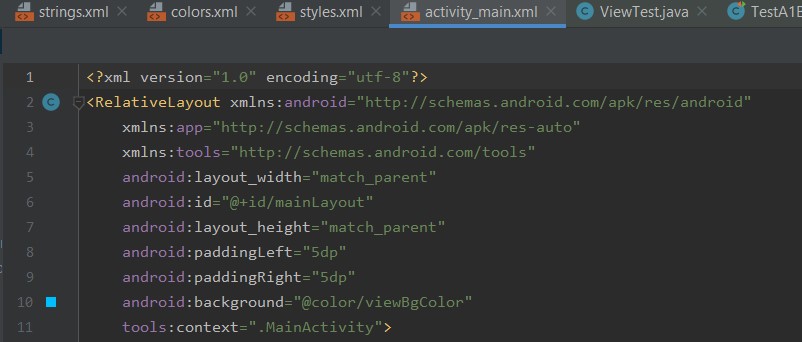 strings.xml colors.xml styles.xml activity_main.xml ViewTest.java
1 <?xml version="1.0" encoding="utf-8"?>
2 <RelativeLayout xmlns:android="http://schemas.android.com/apk/res/android"
3 xmlns:app="http://schemas.android.com/apk/res-auto"
4 xmlns:tools="http://schemas.android.com/tools"
5 android:layout_width="match_parent"
6 android:id="@+id/mainLayout"
7 android:layout_height="match_parent"
8 android:paddingLeft="5dp"
9 android:paddingRight="5dp"
10 android:background="@color/viewBgColor"
11 tools:context=".MainActivity">